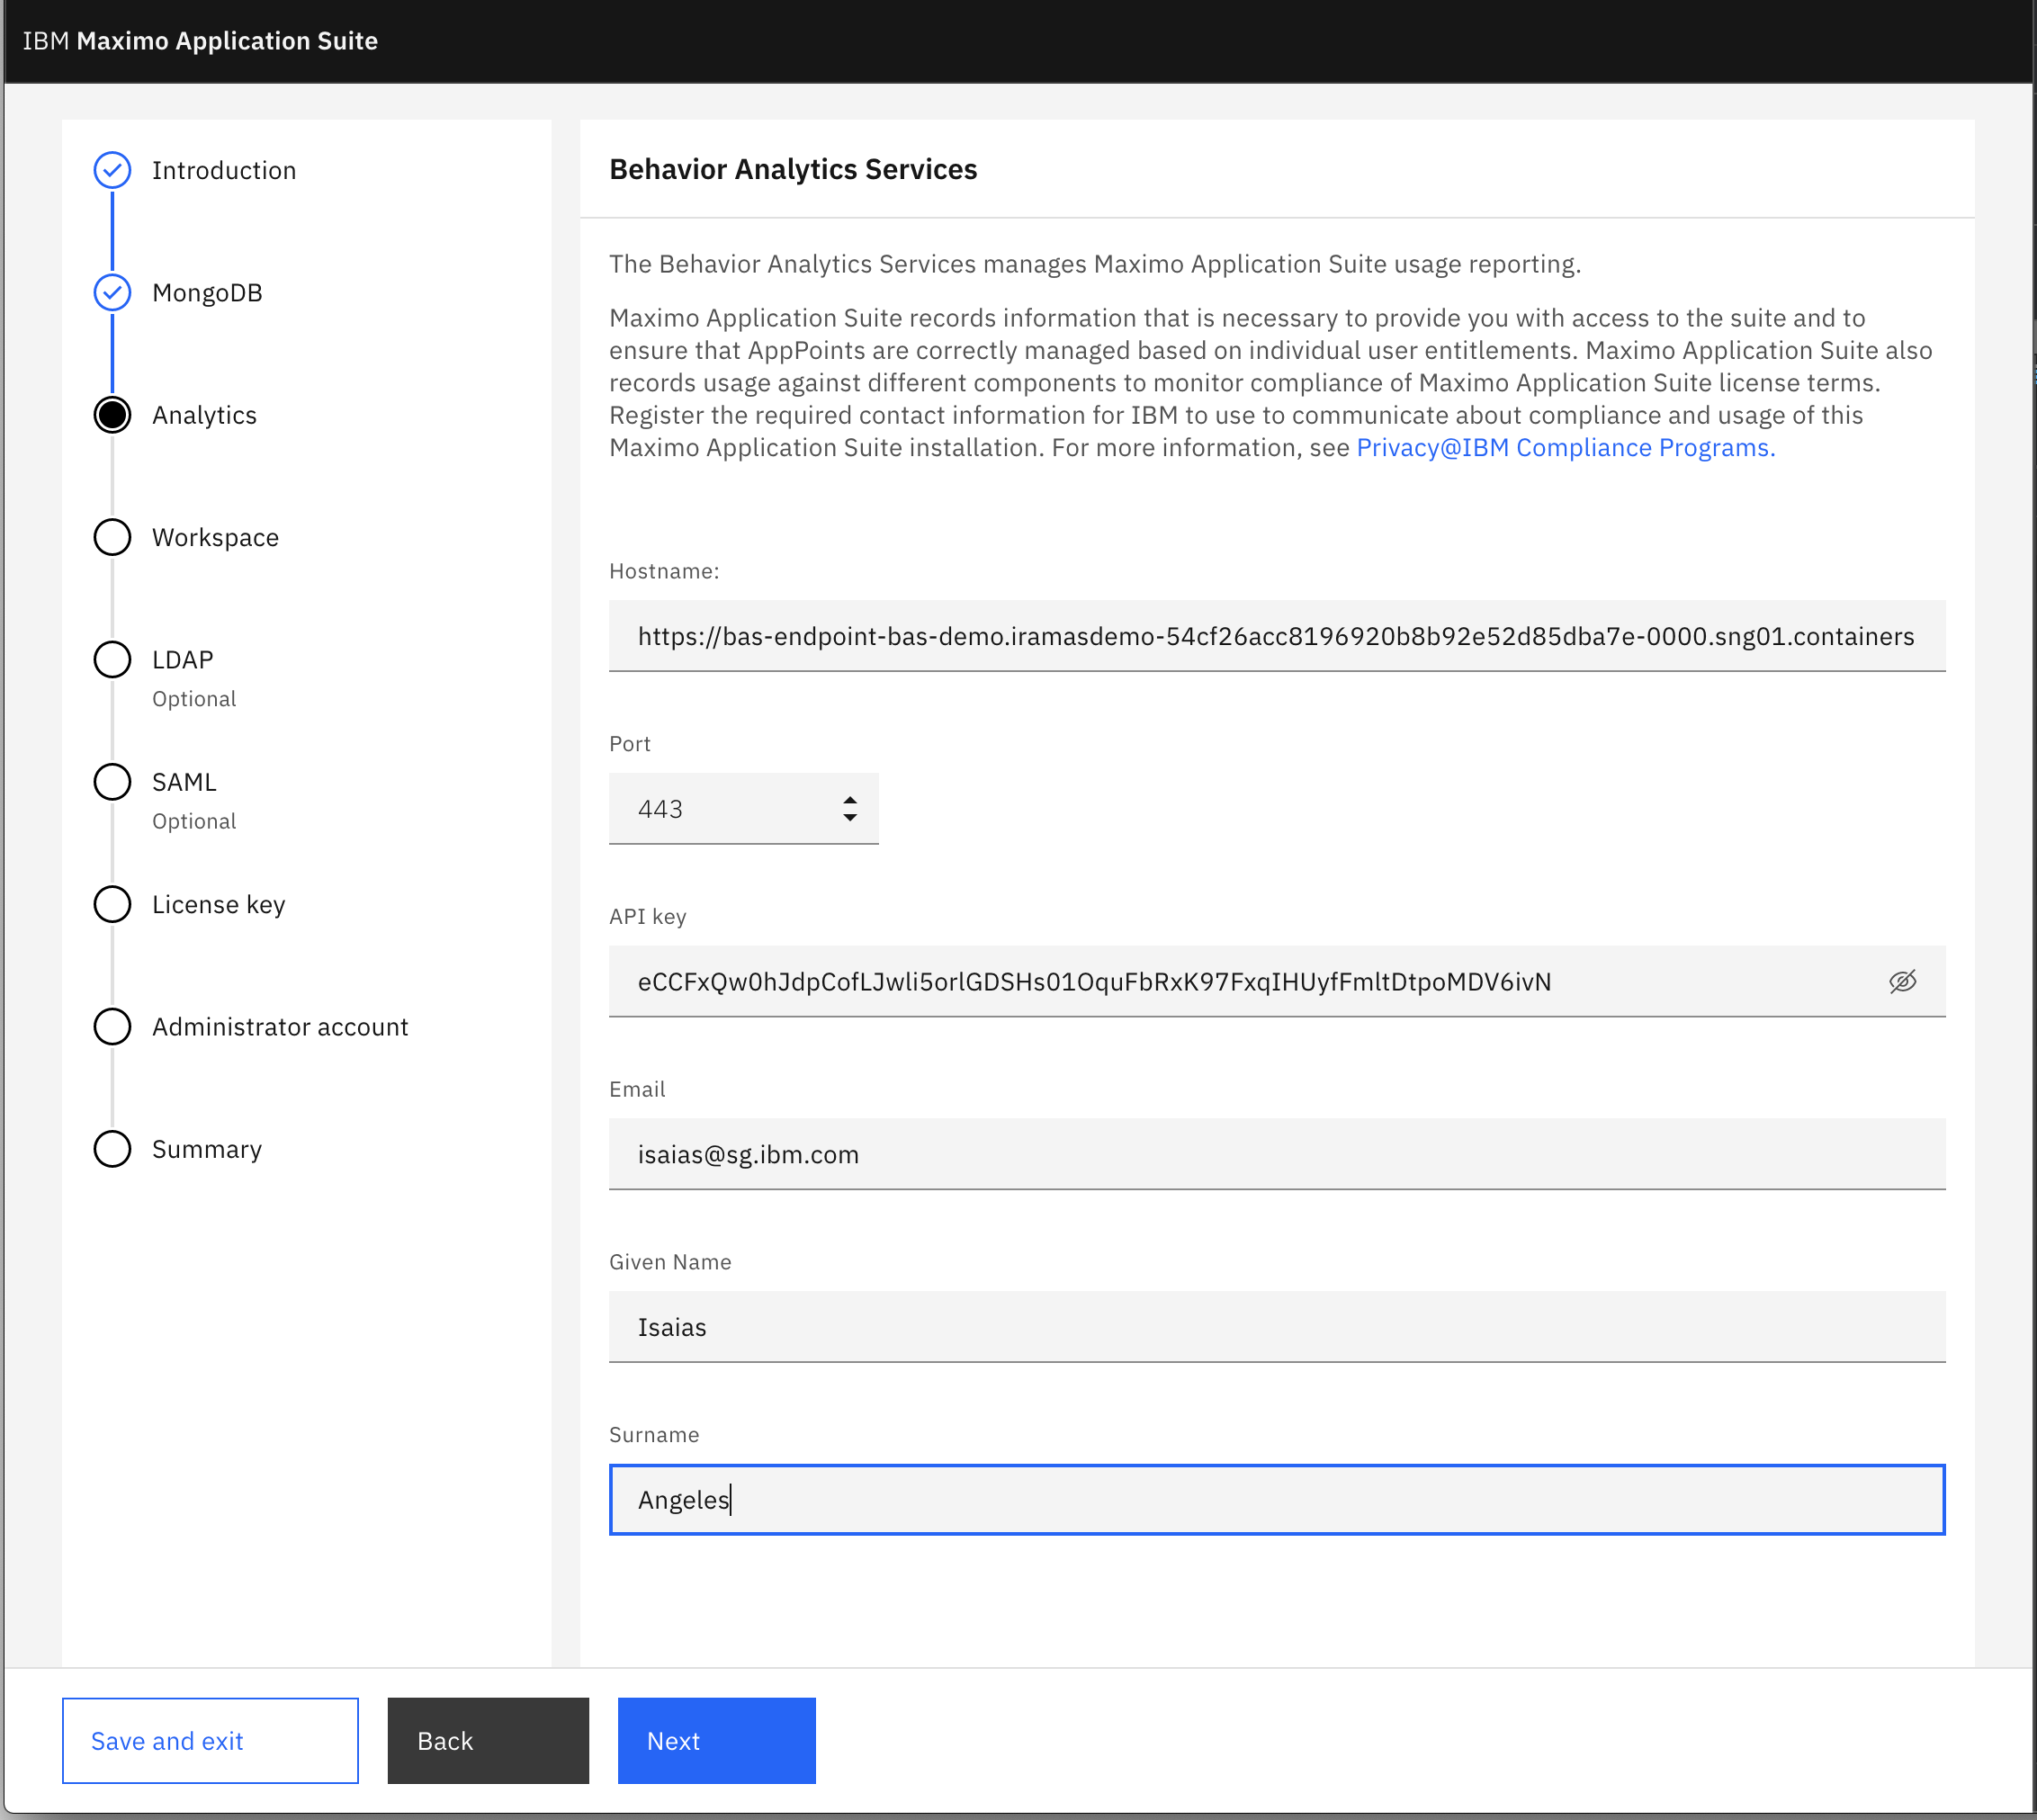 IBM Maximo Application Suite
Introduction
MongoDB
Analytics
Workspace
LDAP
Optional
SAML
Optional
License key
Administrator account
Summary
Behavior Analytics Services
The Behavior Analytics Services manages Maximo Application Suite usage reporting.
Maximo Application Suite records information that is necessary to provide you with access to the suite and to
ensure that AppPoints are correctly managed based on individual user entitlements. Maximo Application Suite also
records usage against different components to monitor compliance of Maximo Application Suite license terms.
Register the required contact information for IBM to use to communicate about compliance and usage of this
Maximo Application Suite installation. For more information, see Privacy@IBM Compliance Programs.
Hostname:
https://bas-endpoint-bas-demo.iramasdemo-54cf26acc8196920b8b92e52d85dba7e-0000.sng01.containers
Port
443
API key
eCCFxQw0hJdpCofLJwli5orlGDSHs01OquFbRxK97FxqIHUyfFmltDtpoMDV6ivN
Email
isaias@sg.ibm.com
Given Name
Isaias
Surname
Angeles
Save and exit
Back
Next